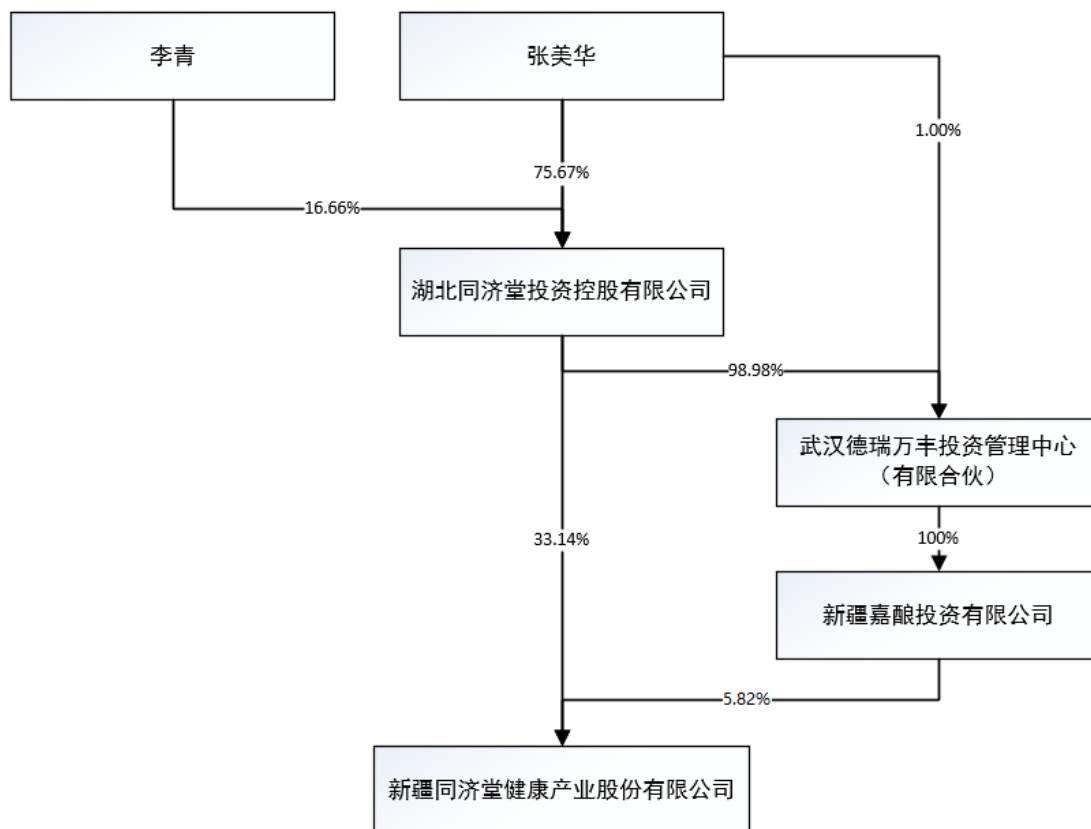 李青
张美华
1.00%
75.67%
16.66%
湖北同济堂投资控股有限公司
98.98%
武汉德瑞万丰投资管理中心
（有限合伙）
33.14%
100%
新疆嘉酿投资有限公司
5.82%
新疆同济堂健康产业股份有限公司